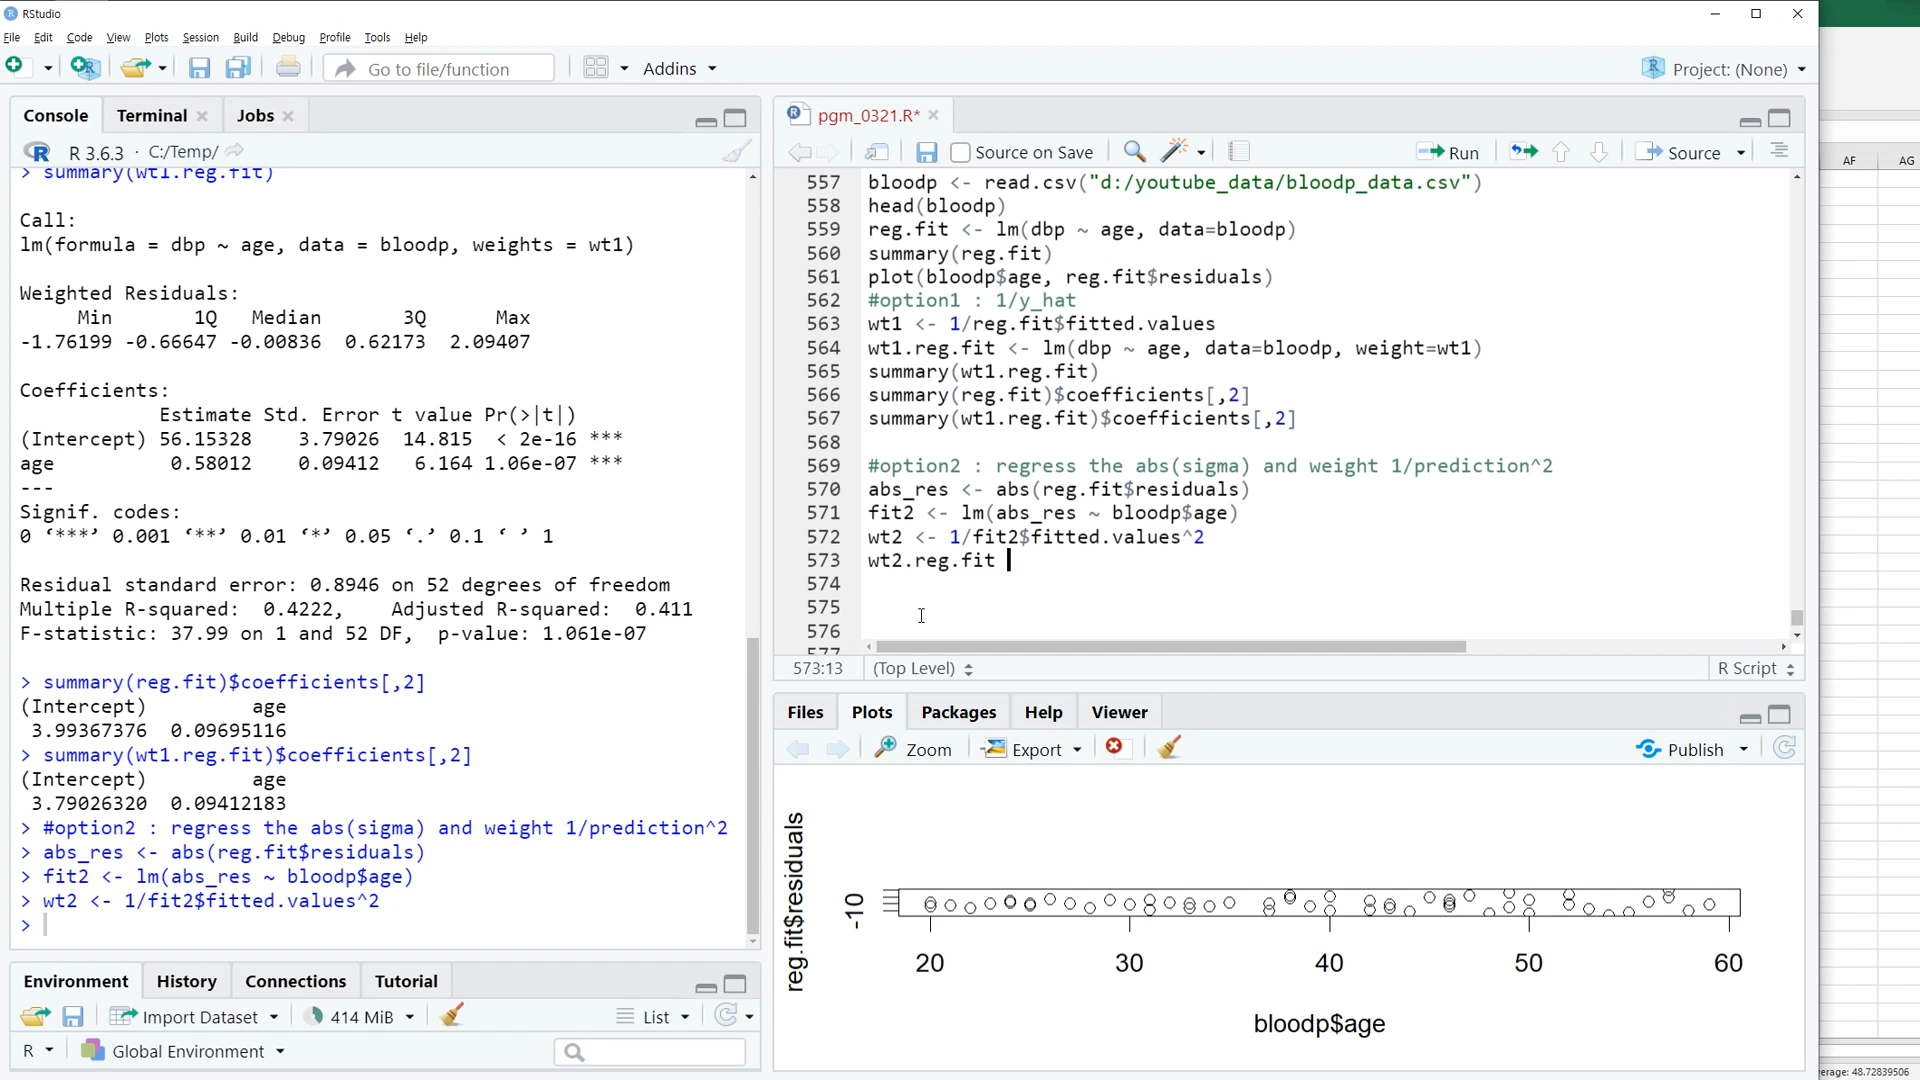 RStudio
File Edit Code View Plots Session Build Debug Profile Tools Help
Go to file/function Addins Project: (None)
Console Terminal Jobs
R 3.6.3 · C:/Temp/
> summary(wt1.reg.fit)
Call:
lm(formula = dbp ~ age, data = bloodp, weights = wt1)
Weighted Residuals:
Min 1Q Median 3Q Max
-1.76199 -0.66647 -0.00836 0.62173 2.09407
Coefficients:
Estimate Std. Error t value Pr(>|t|)
(Intercept) 56.15328 3.79026 14.815 < 2e-16 ***
age 0.58012 0.09412 6.164 1.06e-07 ***
---
Signif. codes:
0 ‘***’ 0.001 ‘**’ 0.01 ‘*’ 0.05 ‘.’ 0.1 ‘ ’ 1
Residual standard error: 0.8946 on 52 degrees of freedom
Multiple R-squared: 0.4222, Adjusted R-squared: 0.411
F-statistic: 37.99 on 1 and 52 DF, p-value: 1.061e-07
> summary(reg.fit)$coefficients[,2]
(Intercept) age
3.99367376 0.09695116
> summary(wt1.reg.fit)$coefficients[,2]
(Intercept) age
3.79026320 0.09412183
> #option2 : regress the abs(sigma) and weight 1/prediction^2
> abs_res <- abs(reg.fit$residuals)
> fit2 <- lm(abs_res ~ bloodp$age)
> wt2 <- 1/fit2$fitted.values^2
>
Environment History Connections Tutorial
Import Dataset 414 MiB List
R Global Environment
pgm_0321.R*
Source on Save Run Source
557 bloodp <- read.csv("d:/youtube_data/bloodp_data.csv")
558 head(bloodp)
559 reg.fit <- lm(dbp ~ age, data=bloodp)
560 summary(reg.fit)
561 plot(bloodp$age, reg.fit$residuals)
562 #option1 : 1/y_hat
563 wt1 <- 1/reg.fit$fitted.values
564 wt1.reg.fit <- lm(dbp ~ age, data=bloodp, weight=wt1)
565 summary(wt1.reg.fit)
566 summary(reg.fit)$coefficients[,2]
567 summary(wt1.reg.fit)$coefficients[,2]
568
569 #option2 : regress the abs(sigma) and weight 1/prediction^2
570 abs_res <- abs(reg.fit$residuals)
571 fit2 <- lm(abs_res ~ bloodp$age)
572 wt2 <- 1/fit2$fitted.values^2
573 wt2.reg.fit
574
575
576
577
573:13 (Top Level) R Script
Files Plots Packages Help Viewer
Zoom Export Publish
reg.fit$residuals
-10
20 30 40 50 60
bloodp$age
AF AG
erage: 48.72839506